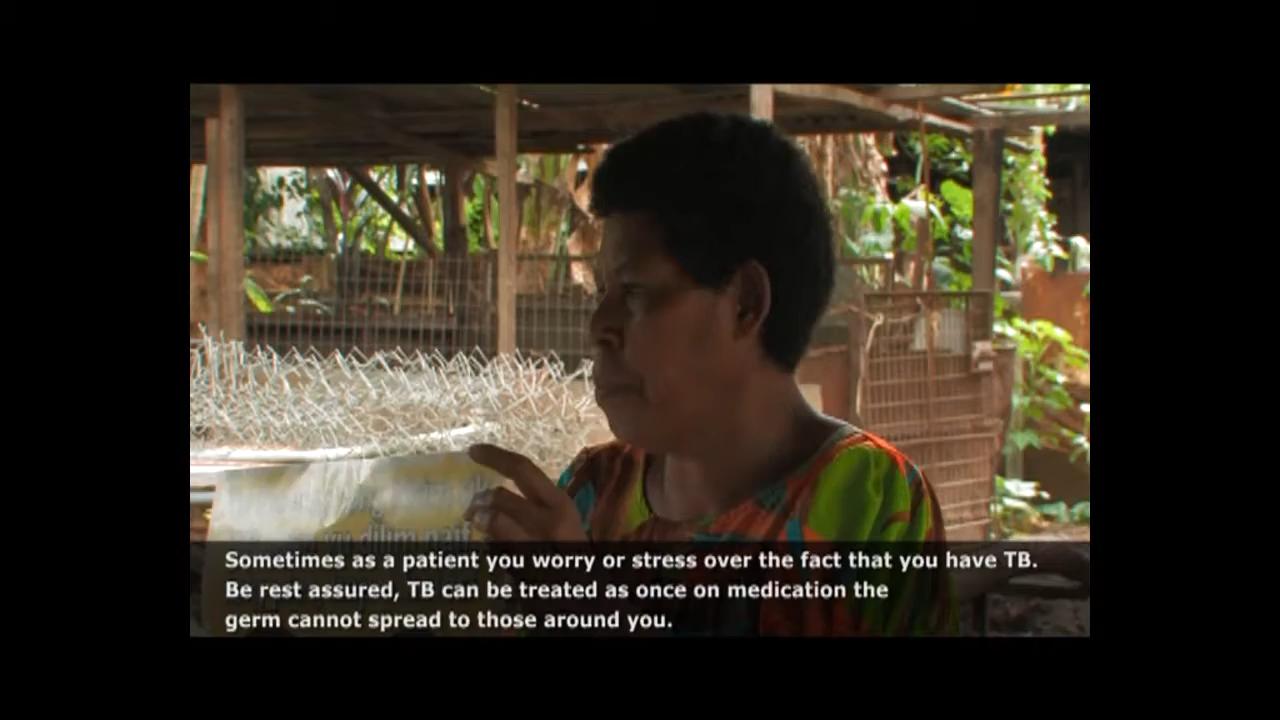 Sometimes as a patient you worry or stress over the fact that you have TB.
Be rest assured, TB can be treated as once on medication the
germ cannot spread to those around you.